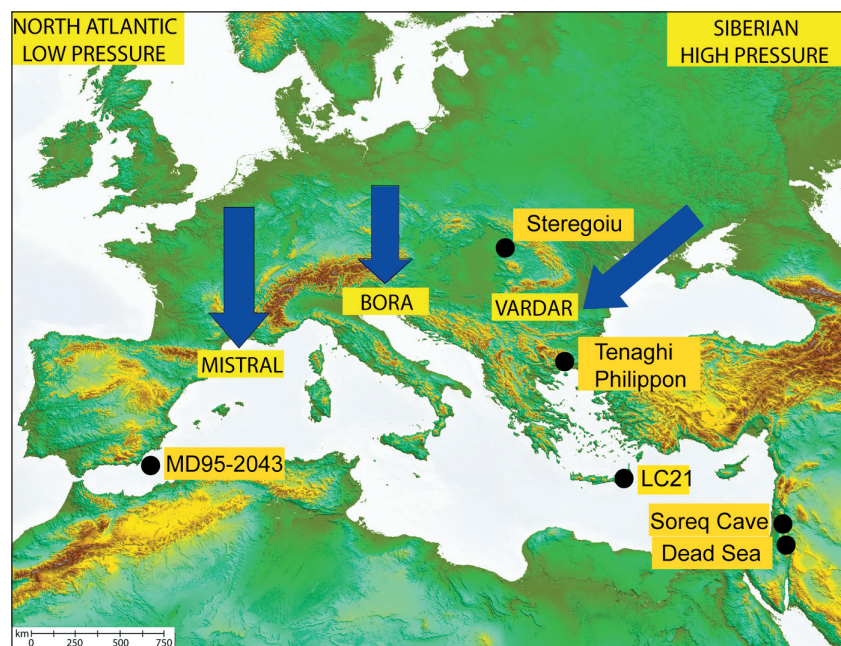 NORTH ATLANTIC
LOW PRESSURE
SIBERIAN
HIGH PRESSURE
Steregoiu
BORA
VARDAR
MISTRAL
Tenaghi
Philippon
MD95-2043
LC21
Soreq Cave
Dead Sea
km
0 250 500 750